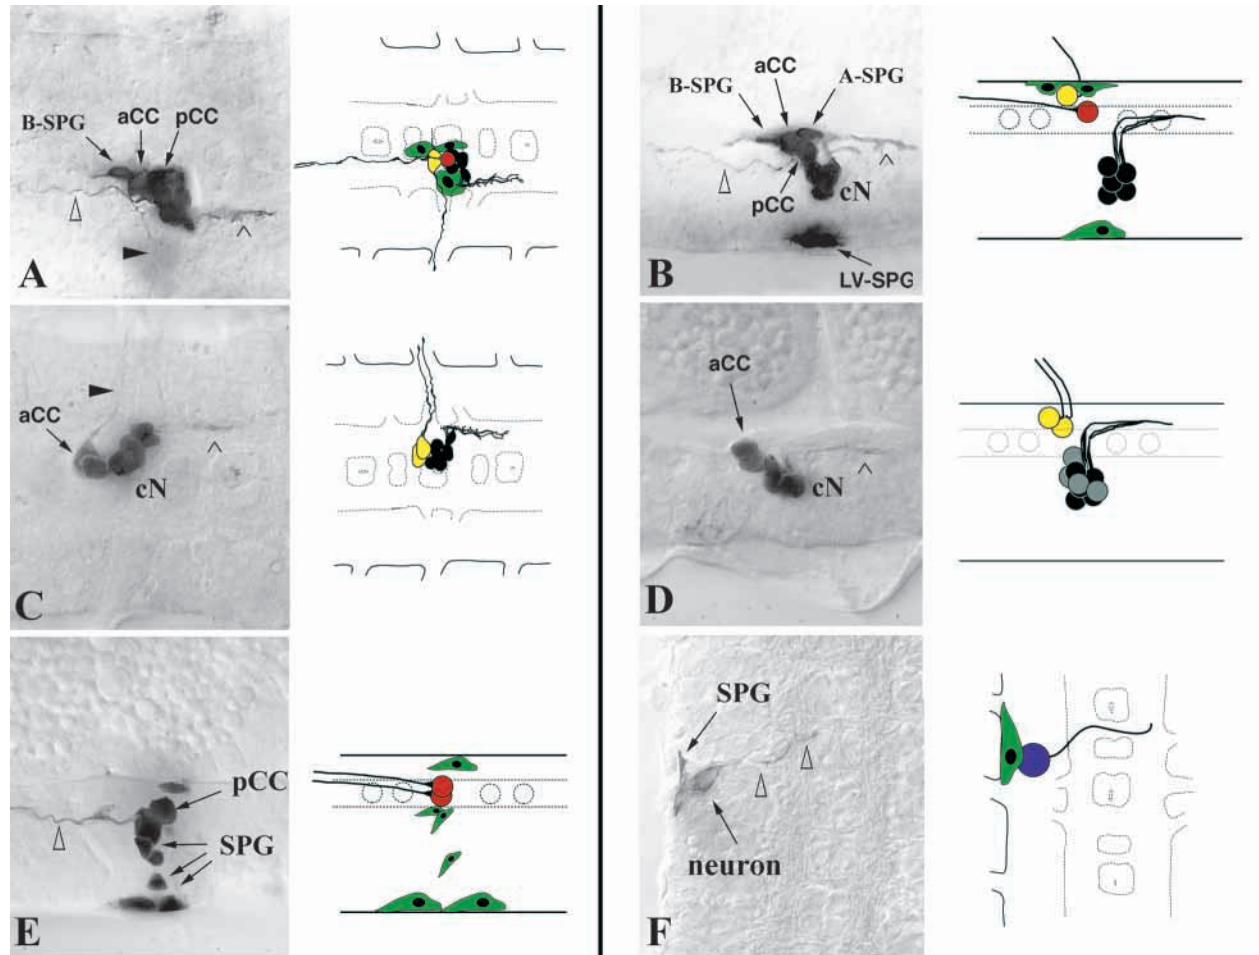 B-SPG aCC pCC
A
B-SPG aCC A-SPG
pCC cN
LV-SPG
B
aCC
cN
C
aCC
cN
D
pCC
SPG
E
SPG
neuron
F